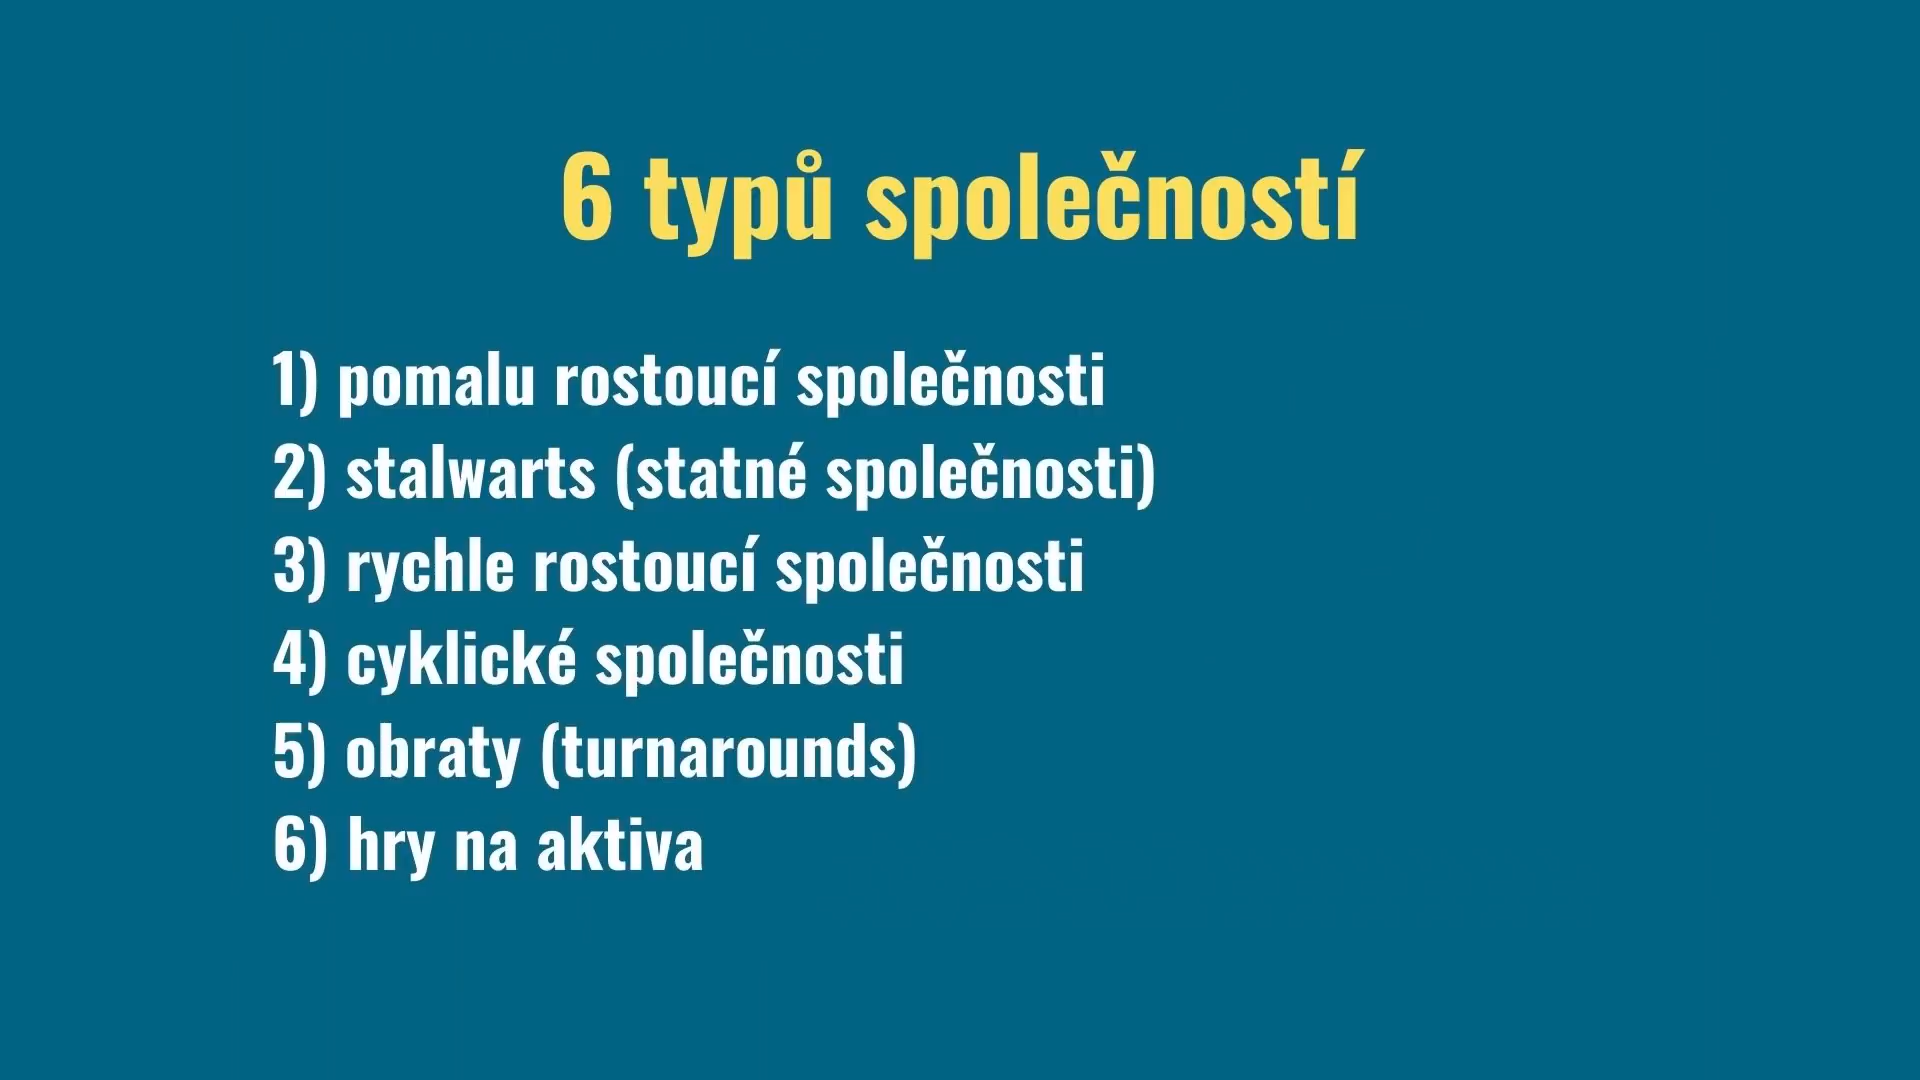 6 typů společností
1) pomalu rostoucí společnosti
2) stalwarts (statné společnosti)
3) rychle rostoucí společnosti
4) cyklické společnosti
5) obraty (turnarounds)
6) hry na aktiva